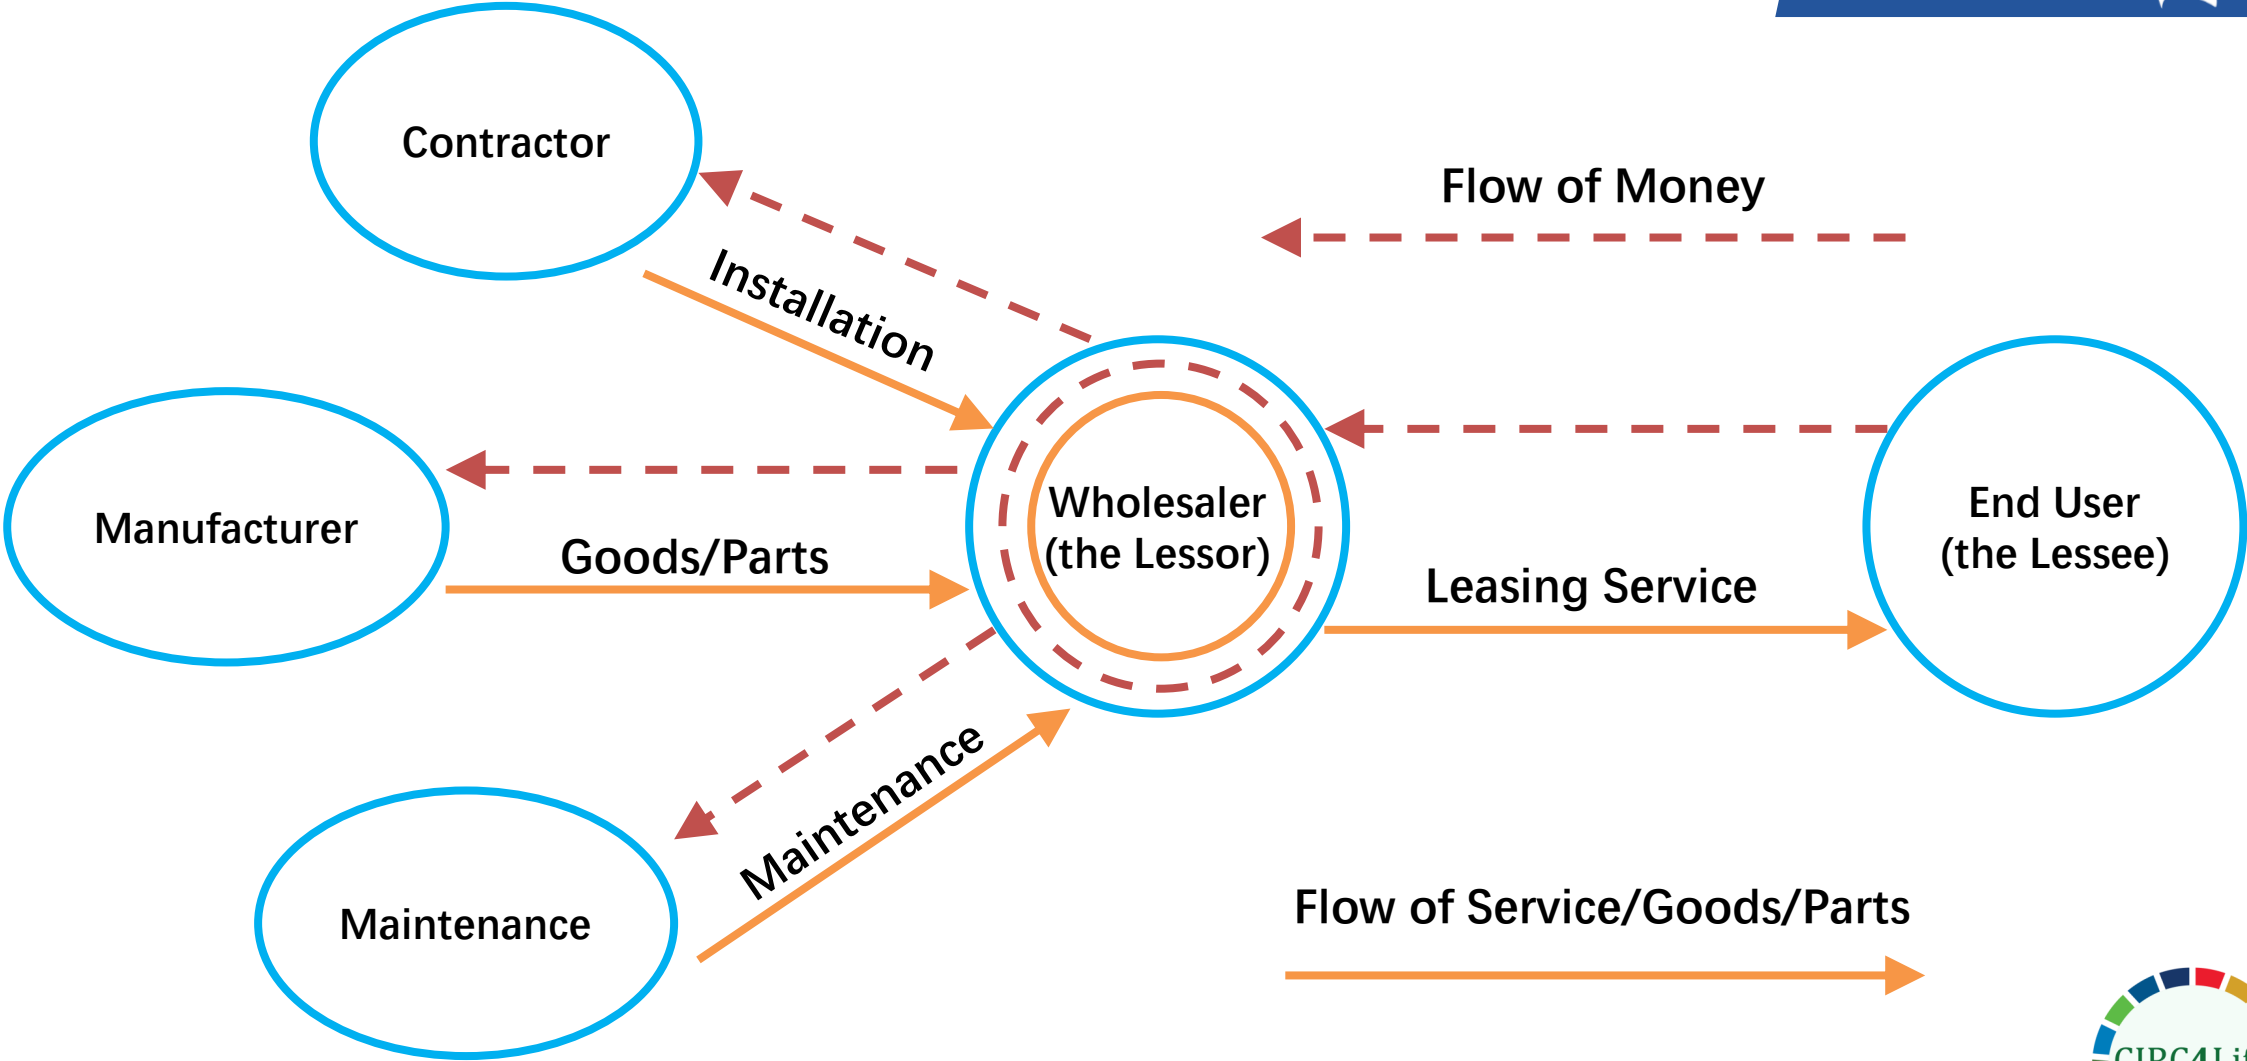 Contractor
Flow of Money
Installation
Manufacturer
Goods/Parts
Wholesaler
(the Lessor)
End User
(the Lessee)
Leasing Service
Maintenance
Maintenance
Flow of Service/Goods/Parts